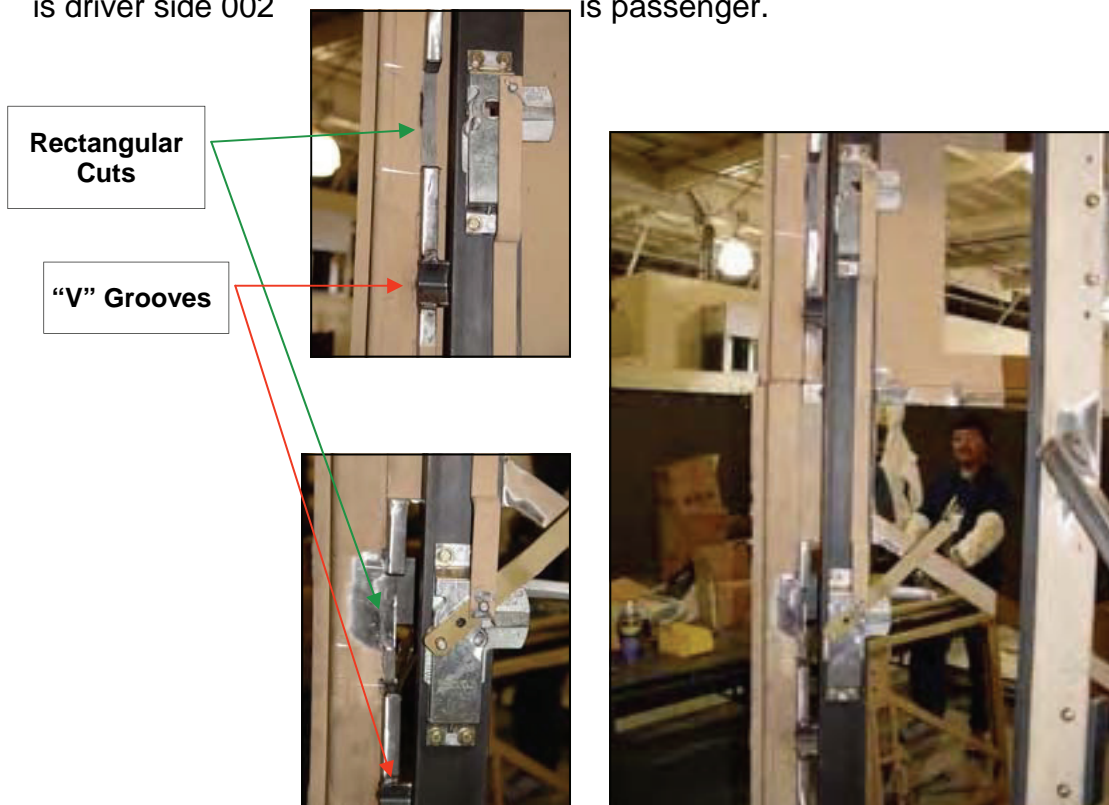 is driver side 002 is passenger.
Rectangular
Cuts
“V” Grooves